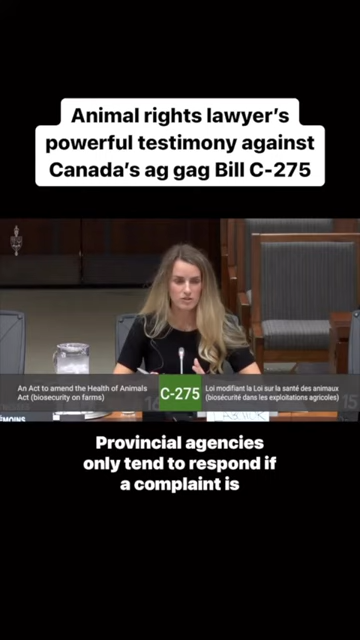 Animal rights lawyer's
powerful testimony against
Canada's ag gag Bill C-275
An Act to amend the Health of Animals
Act (biosecurity on farms)
C-275
Loi modifiant la Loi sur la santé des animaux
(biosécurité dans les exploitations agricoles)
Provincial agencies
only tend to respond if
a complaint is